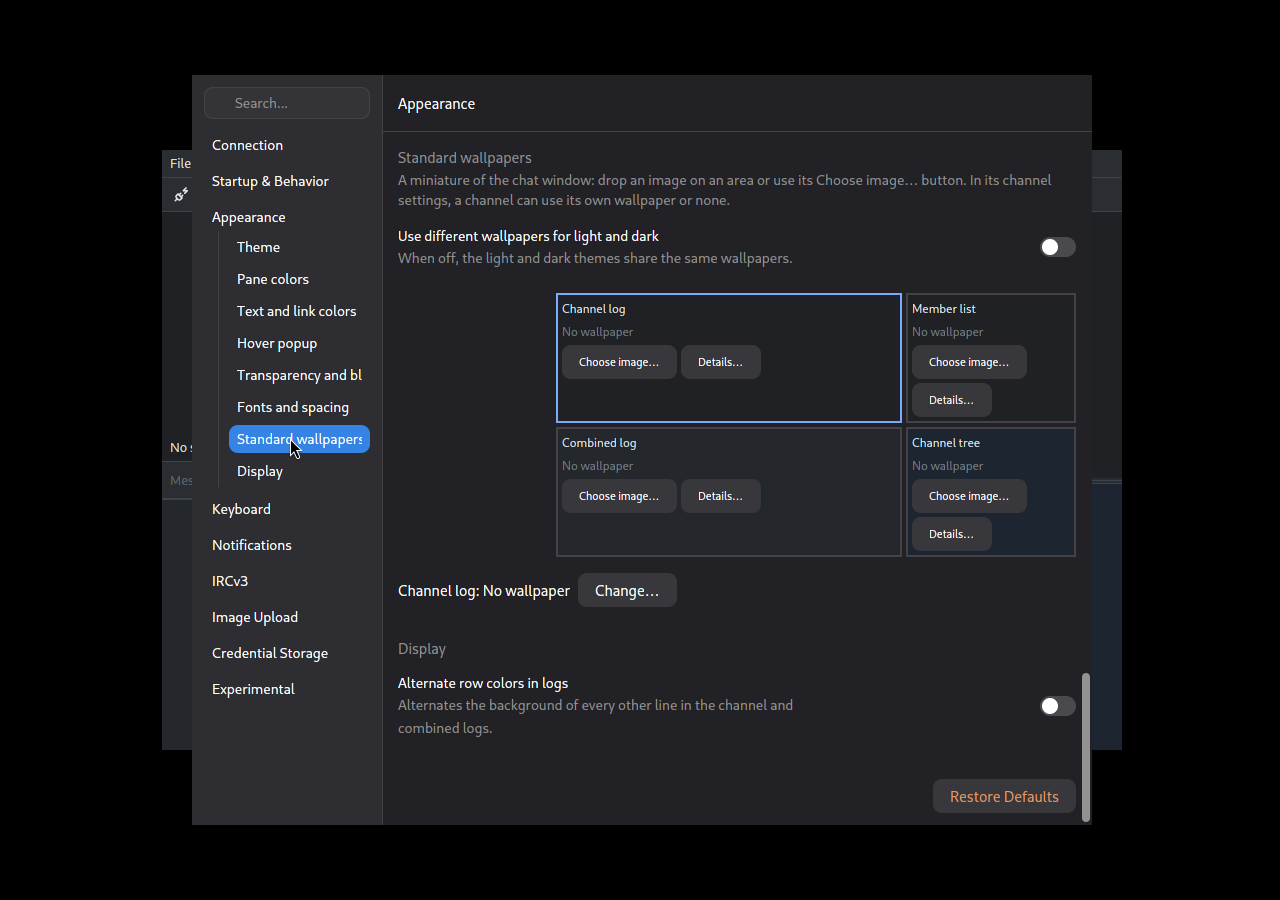 Search...
Connection
Startup & Behavior
Appearance
Theme
Pane colors
Text and link colors
Hover popup
Transparency and bl
Fonts and spacing
Standard wallpapers
Display
Keyboard
Notifications
IRCv3
Image Upload
Credential Storage
Experimental
File
No s
Mes
Appearance
Standard wallpapers
A miniature of the chat window: drop an image on an area or use its Choose image... button. In its channel
settings, a channel can use its own wallpaper or none.
Use different wallpapers for light and dark
When off, the light and dark themes share the same wallpapers.
Channel log
No wallpaper
Choose image... Details...
Member list
No wallpaper
Choose image...
Details...
Combined log
No wallpaper
Choose image... Details...
Channel tree
No wallpaper
Choose image...
Details...
Channel log: No wallpaper Change...
Display
Alternate row colors in logs
Alternates the background of every other line in the channel and
combined logs.
Restore Defaults